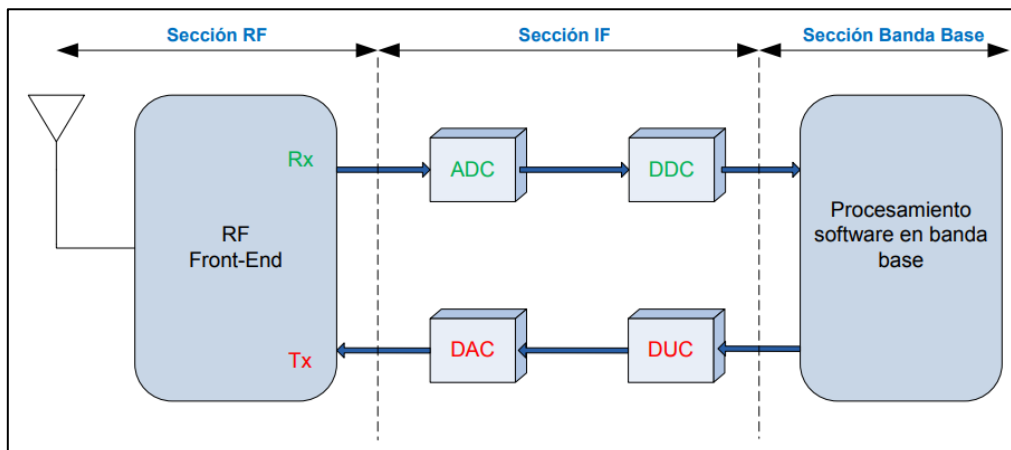 Sección RF
Sección IF
Sección Banda Base
Rx
ADC
DDC
RF
Front-End
Procesamiento
software en banda
base
Tx
DAC
DUC